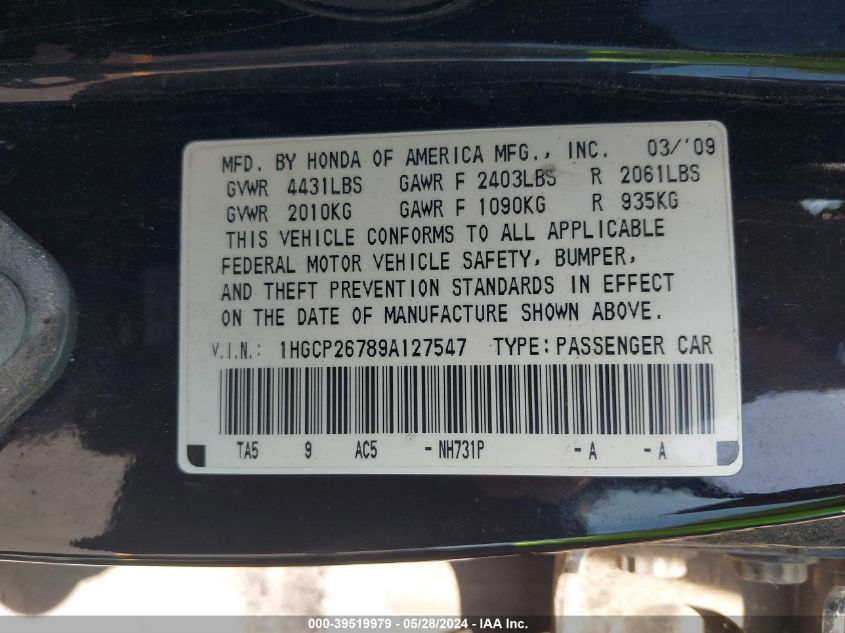 MFD. BY HONDA OF AMERICA MFG., INC. 03/'09
GVWR 4431LBS GAWR F 2403LBS R 2061LBS
GVWR 2010KG GAWR F 1090KG R 935KG
THIS VEHICLE CONFORMS TO ALL APPLICABLE
FEDERAL MOTOR VEHICLE SAFETY, BUMPER,
AND THEFT PREVENTION STANDARDS IN EFFECT
ON THE DATE OF MANUFACTURE SHOWN ABOVE.
V.I.N.: 1HGCP26789A127547 TYPE: PASSENGER CAR
TA5 9 AC5 - NH731P - A - A
000-39519979 - 05/28/2024 - IAA Inc.